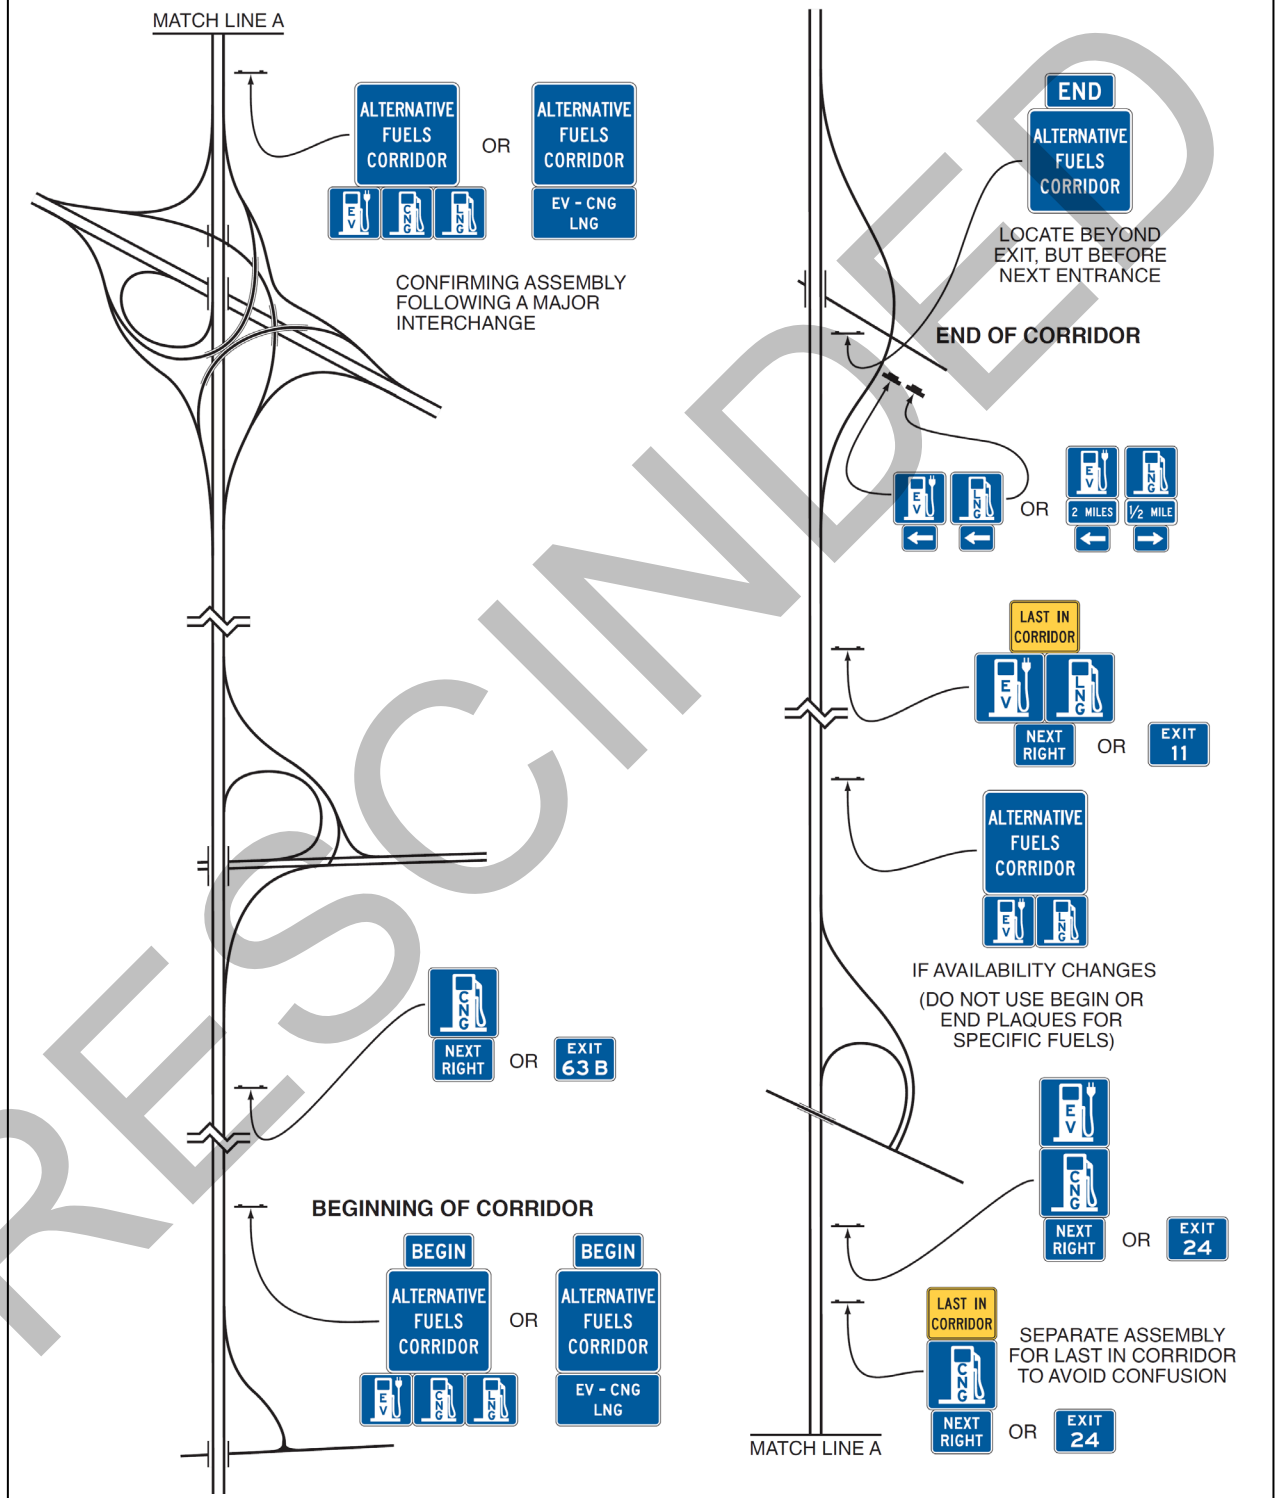 MATCH LINE A
ALTERNATIVE
FUELS
CORRIDOR
EV
CNG
LNG
OR
ALTERNATIVE
FUELS
CORRIDOR
EV - CNG
LNG
CONFIRMING ASSEMBLY
FOLLOWING A MAJOR
INTERCHANGE
CNG
NEXT
RIGHT
OR
EXIT
63 B
BEGINNING OF CORRIDOR
BEGIN
ALTERNATIVE
FUELS
CORRIDOR
EV
CNG
LNG
OR
BEGIN
ALTERNATIVE
FUELS
CORRIDOR
EV - CNG
LNG
END
ALTERNATIVE
FUELS
CORRIDOR
LOCATE BEYOND
EXIT, BUT BEFORE
NEXT ENTRANCE
END OF CORRIDOR
EV
LNG
OR
EV
2 MILES
LNG
1/2 MILE
LAST IN
CORRIDOR
EV
LNG
NEXT
RIGHT
OR
EXIT
11
ALTERNATIVE
FUELS
CORRIDOR
EV
LNG
IF AVAILABILITY CHANGES
(DO NOT USE BEGIN OR
END PLAQUES FOR
SPECIFIC FUELS)
EV
CNG
NEXT
RIGHT
OR
EXIT
24
LAST IN
CORRIDOR
CNG
NEXT
RIGHT
OR
EXIT
24
SEPARATE ASSEMBLY
FOR LAST IN CORRIDOR
TO AVOID CONFUSION
MATCH LINE A
RESCINDED